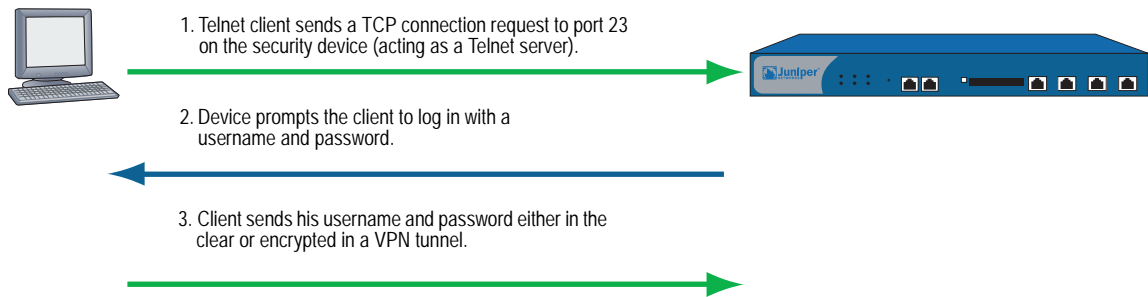 1. Telnet client sends a TCP connection request to port 23
on the security device (acting as a Telnet server).
Juniper
NETWORKS
2. Device prompts the client to log in with a
username and password.
3. Client sends his username and password either in the
clear or encrypted in a VPN tunnel.